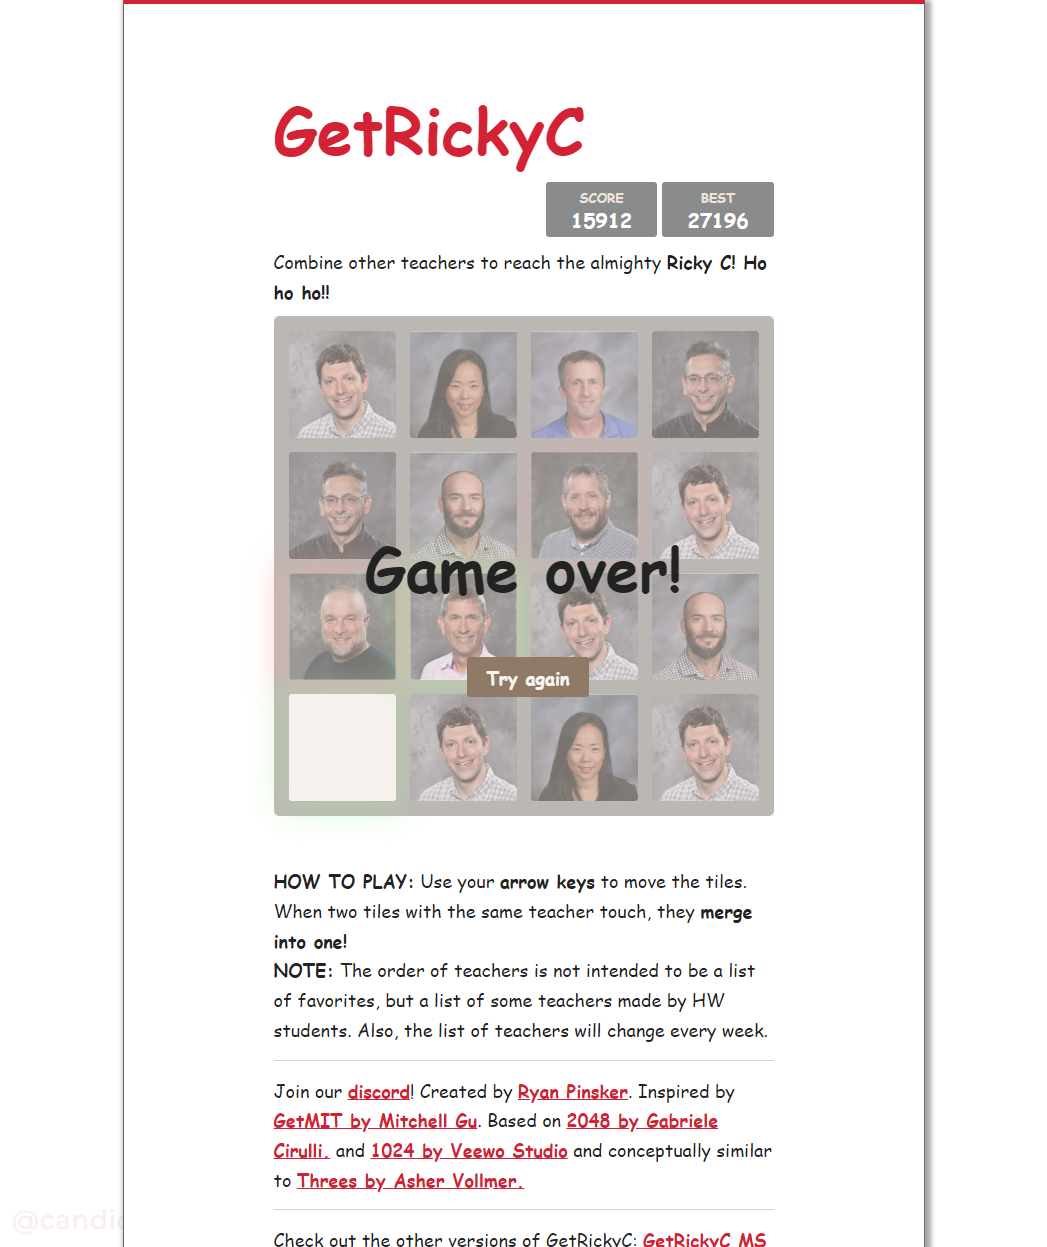 GetRickyC
SCORE
15912
BEST
27196
Combine other teachers to reach the almighty Ricky C! Ho
ho ho!!
Game over!
Try again
HOW TO PLAY: Use your arrow keys to move the tiles.
When two tiles with the same teacher touch, they merge
into one!
NOTE: The order of teachers is not intended to be a list
of favorites, but a list of some teachers made by HW
students. Also, the list of teachers will change every week.
Join our discord! Created by Ryan Pinsker. Inspired by
GetMIT by Mitchell Gu. Based on 2048 by Gabriele
Cirulli. and 1024 by Veewo Studio and conceptually similar
to Threes by Asher Vollmer.
Check out the other versions of GetRickyC: GetRickyC MS